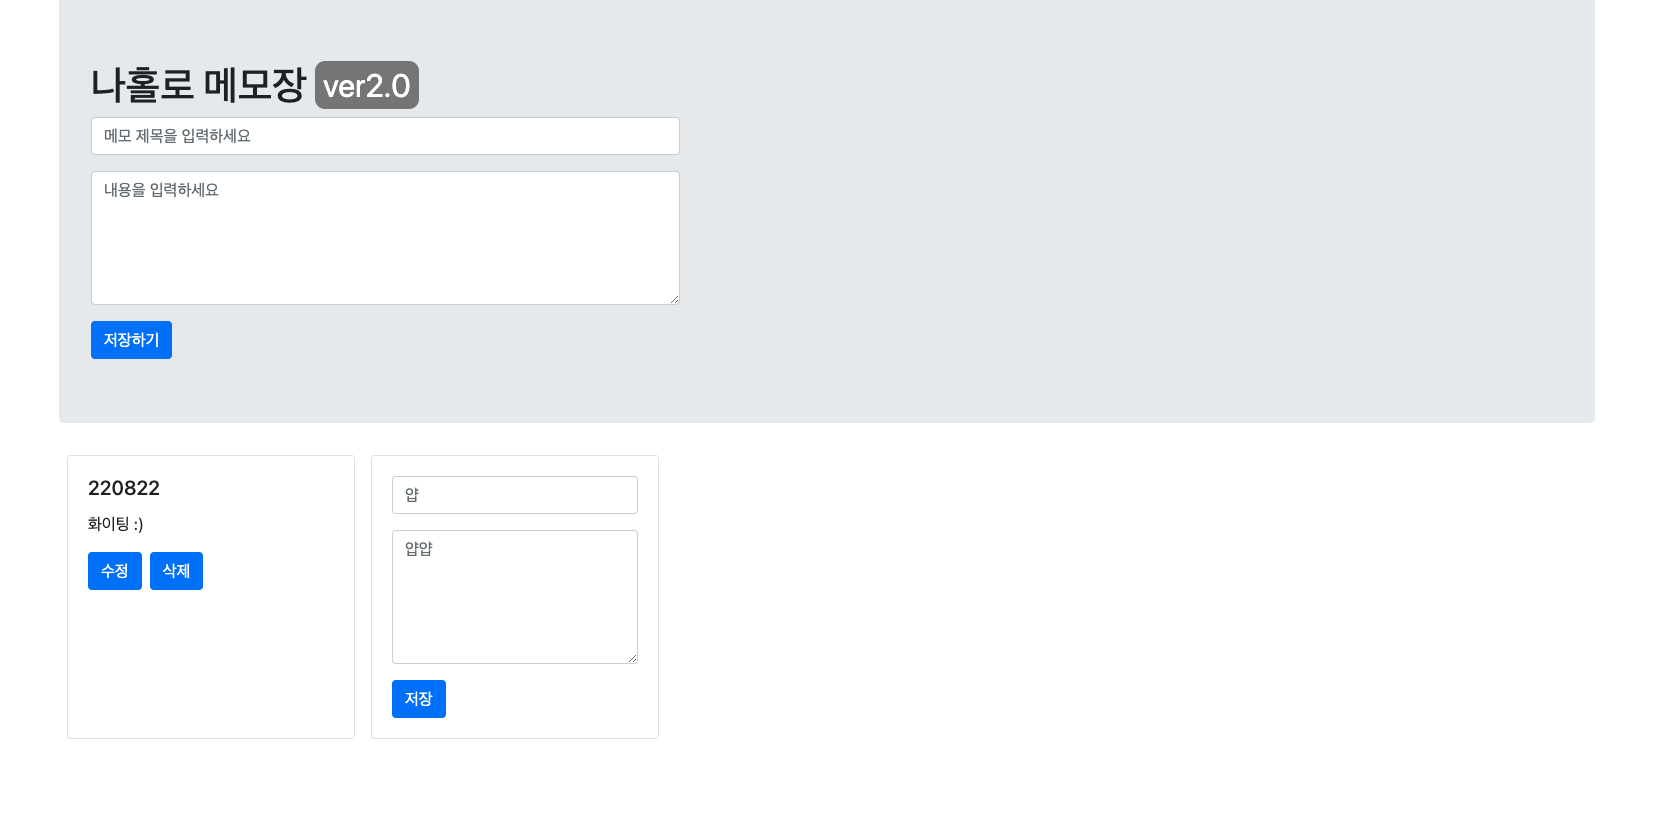 나홀로 메모장 ver2.0
메모 제목을 입력하세요
내용을 입력하세요
저장하기
220822
화이팅 :)
수정 삭제
얍
얍얍
저장